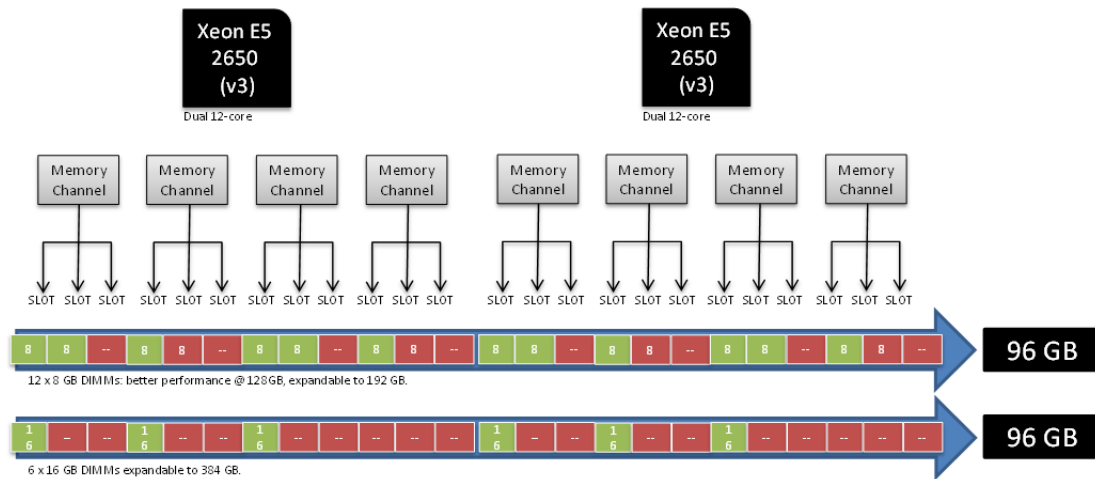 Xeon E5
2650
(v3)
Dual 12-core
Xeon E5
2650
(v3)
Dual 12-core
Memory
Channel
Memory
Channel
Memory
Channel
Memory
Channel
Memory
Channel
Memory
Channel
Memory
Channel
Memory
Channel
SLOT SLOT SLOT SLOT SLOT SLOT SLOT SLOT SLOT SLOT SLOT SLOT SLOT SLOT SLOT SLOT SLOT SLOT SLOT SLOT SLOT SLOT SLOT SLOT
8 8 -- 8 8 -- 8 8 -- 8 8 -- 8 8 -- 8 8 -- 8 8 -- 8 8 -- 96 GB
12 x 8 GB DIMMs: better performance @ 128GB, expandable to 192 GB.
16 -- -- 16 -- -- 16 -- -- -- -- -- 16 -- -- 16 -- -- 16 -- -- -- -- -- 96 GB
6 x 16 GB DIMMs expandable to 384 GB.